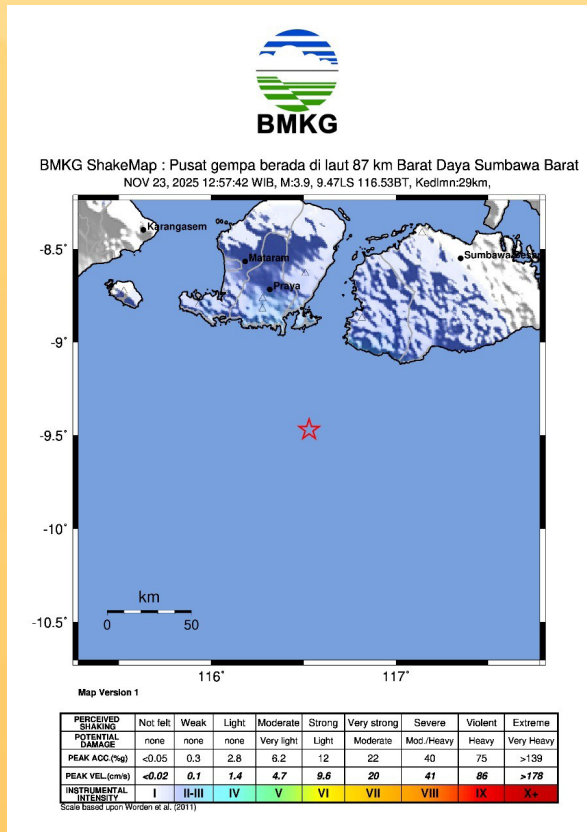 BMKG
BMKG ShakeMap : Pusat gempa berada di laut 87 km Barat Daya Sumbawa Barat
NOV 23, 2025 12:57:42 WIB, M:3.9, 9.47LS 116.53BT, Kedlmn:29km,
Karangasem
-8.5˚
Mataram
Sumbawa Besar
Praya
-9˚
-9.5˚
-10˚
km
0 50
-10.5˚
116˚ 117˚
Map Version 1
PERCEIVED SHAKING Not felt Weak Light Moderate Strong Very strong Severe Violent Extreme
POTENTIAL DAMAGE none none none Very light Light Moderate Mod./Heavy Heavy Very Heavy
PEAK ACC.(%g) <0.05 0.3 2.8 6.2 12 22 40 75 >139
PEAK VEL.(cm/s) <0.02 0.1 1.4 4.7 9.6 20 41 86 >178
INSTRUMENTAL INTENSITY I II-III IV V VI VII VIII IX X+
Scale based upon Worden et al. (2011)